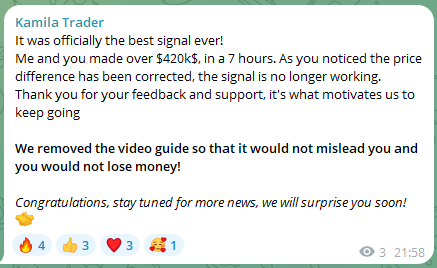 Kamila Trader
It was officially the best signal ever!
Me and you made over $420k$, in a 7 hours. As you noticed the price
difference has been corrected, the signal is no longer working.
Thank you for your feedback and support, it's what motivates us to
keep going
We removed the video guide so that it would not mislead you and
you would not lose money!
Congratulations, stay tuned for more news, we will surprise you soon!
🤝
🔥 4 👍 3 ❤️ 3 🥰 1
3 21:58